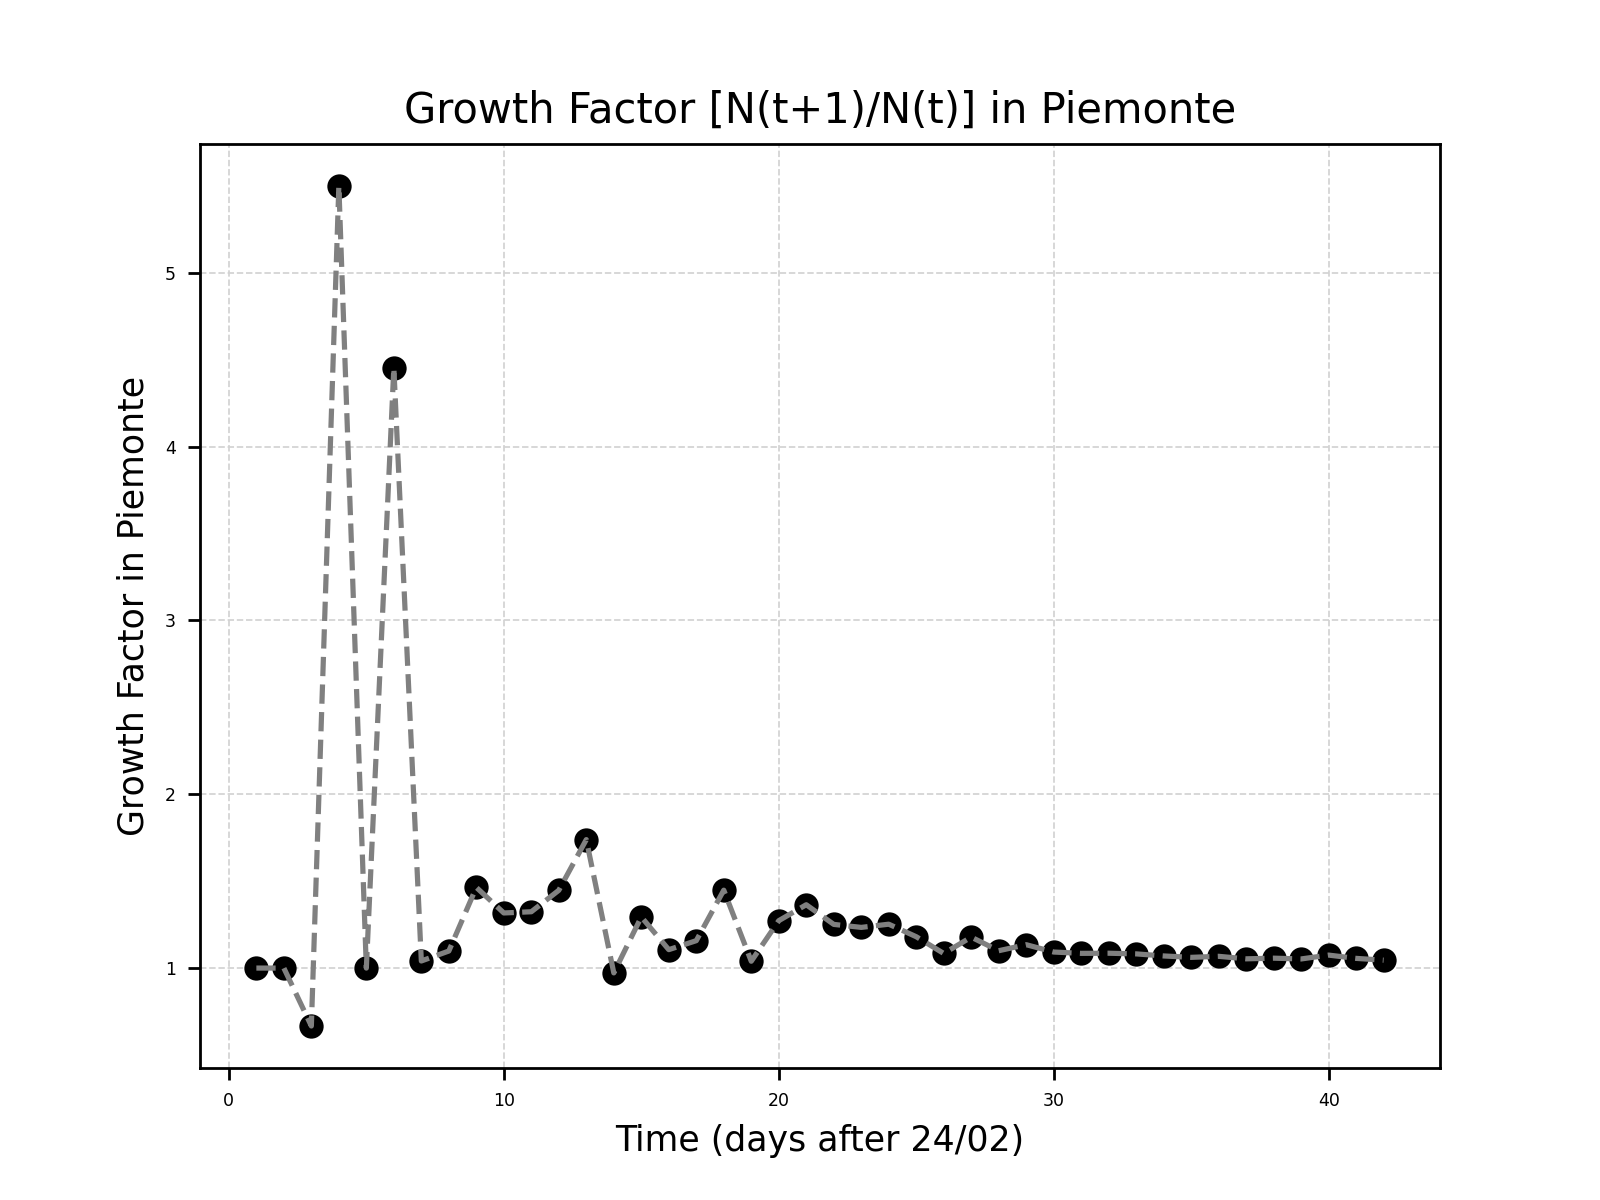 Growth Factor [N(t+1)/N(t)] in Piemonte
Growth Factor in Piemonte
5
4
3
2
1
0 10 20 30 40
Time (days after 24/02)